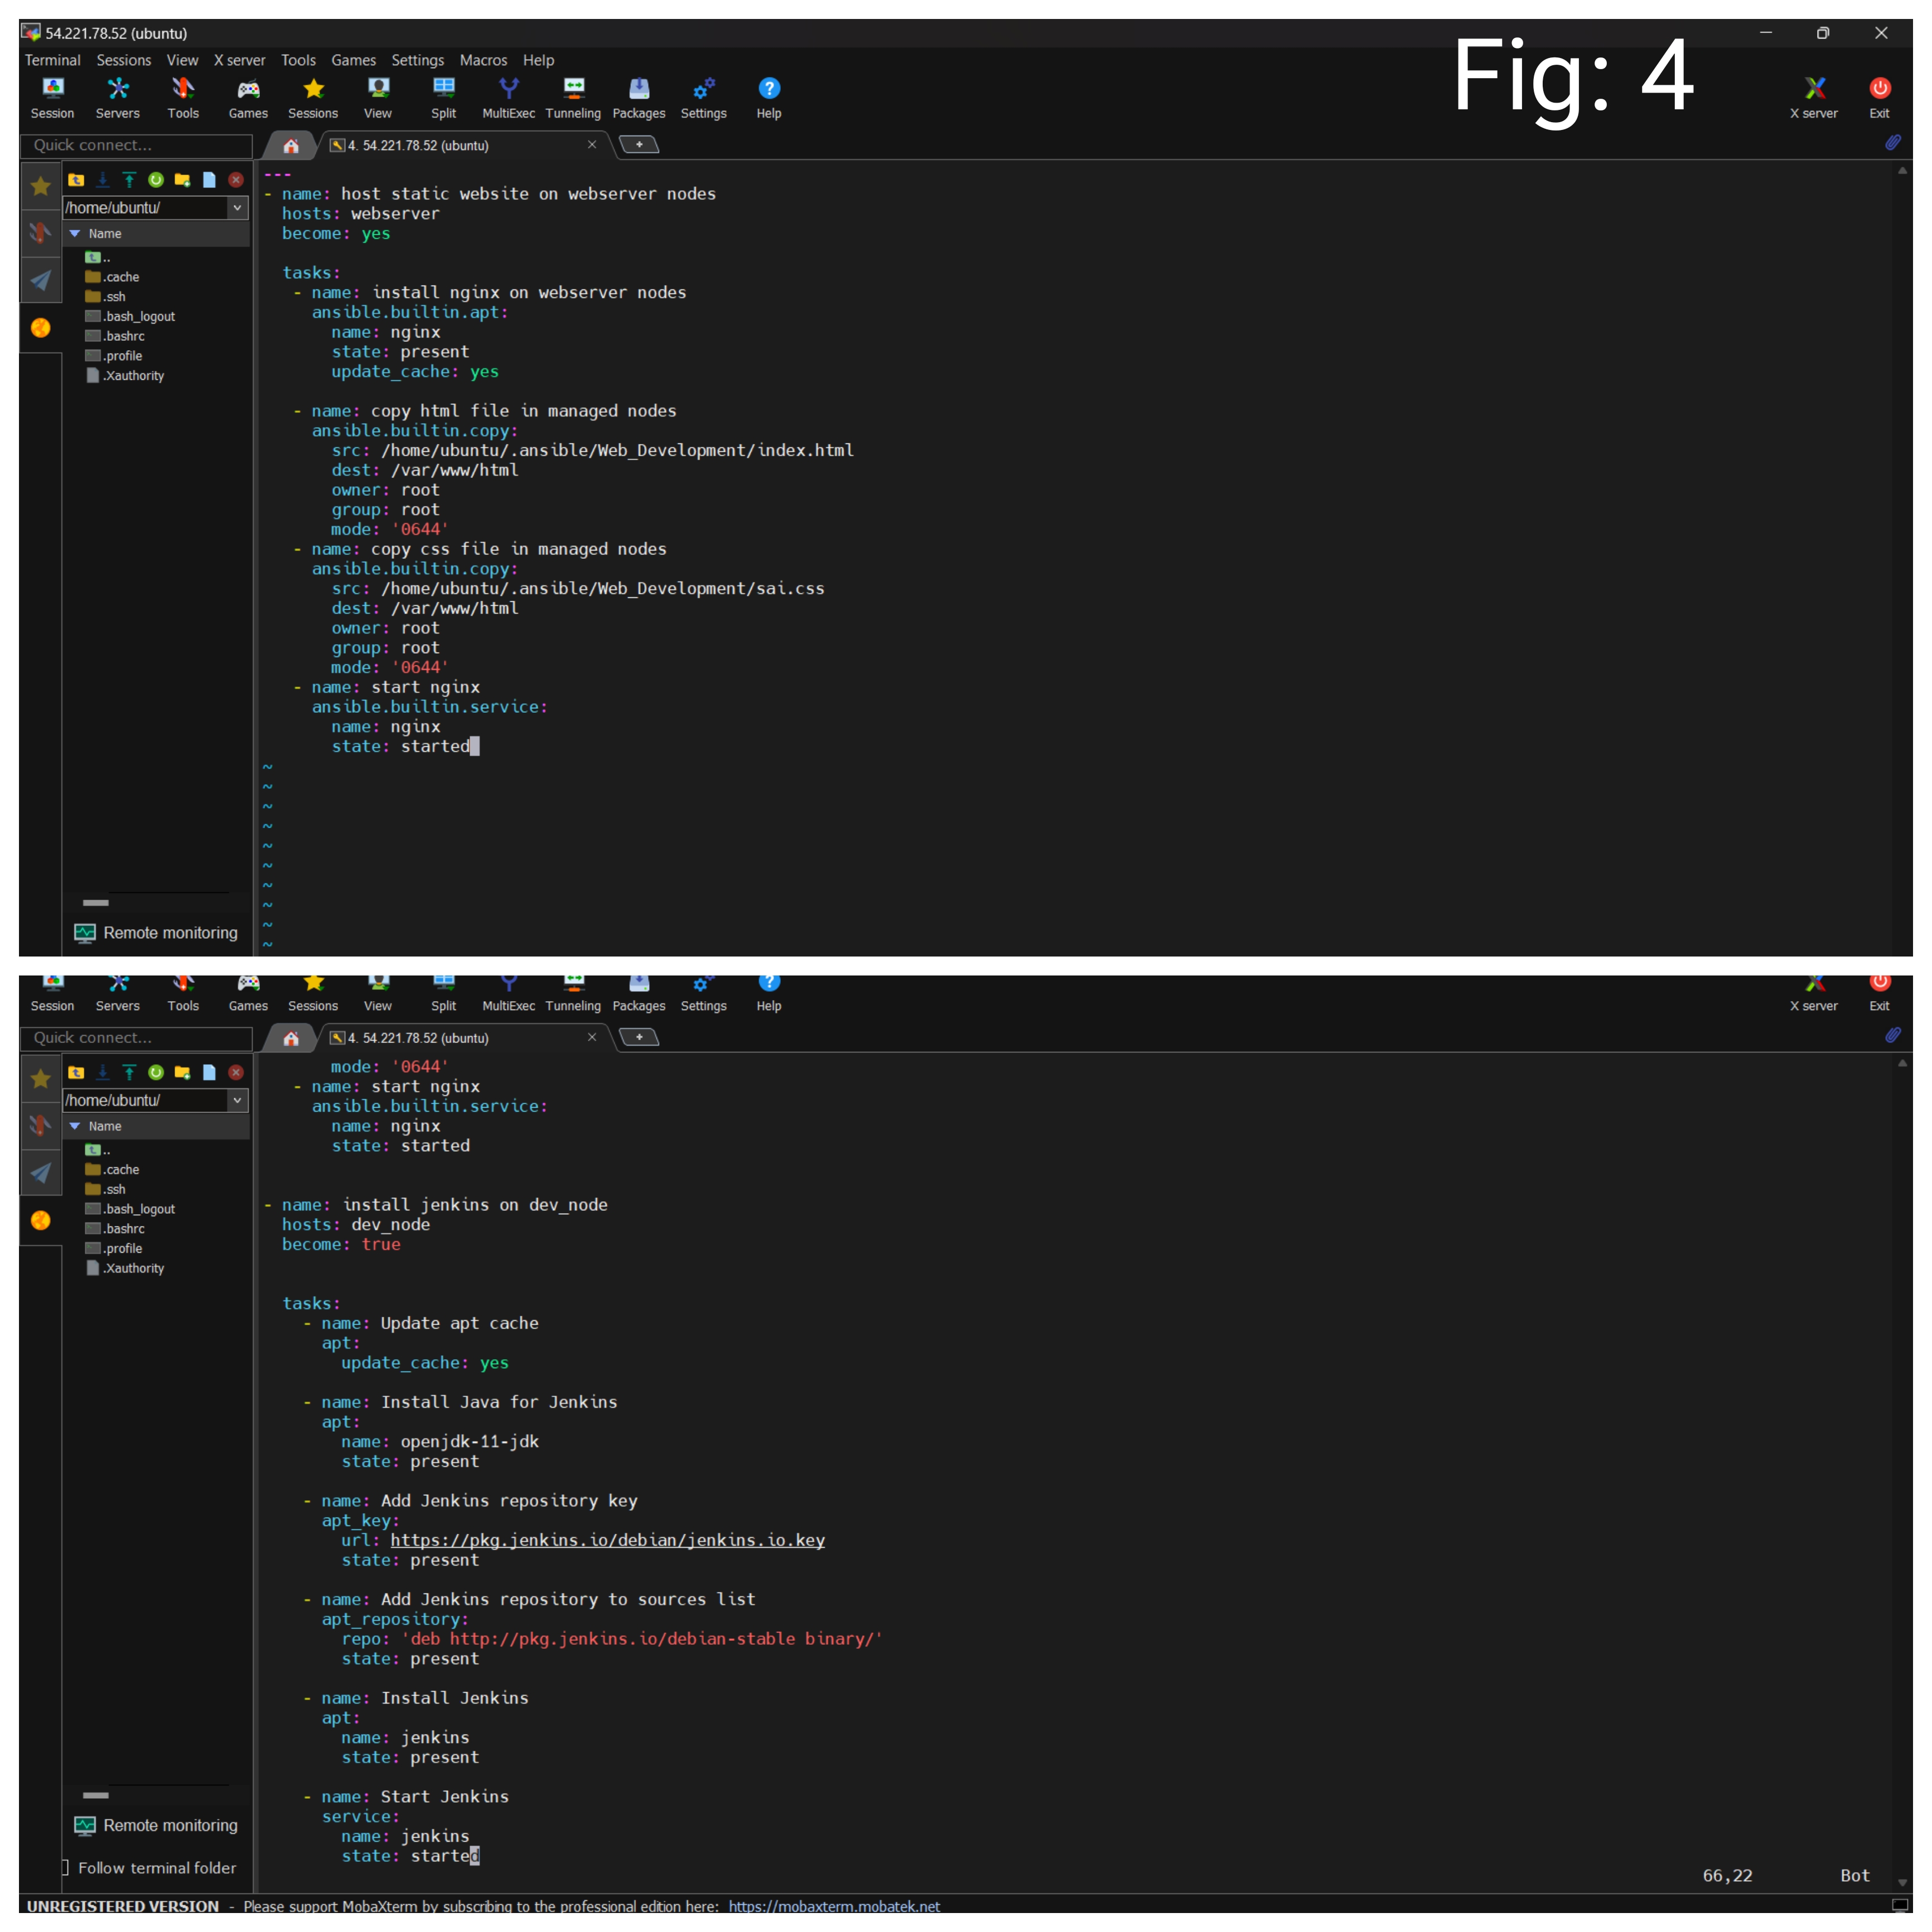 54.221.78.52 (ubuntu)
Fig: 4
Terminal Sessions View X server Tools Games Settings Macros Help
Session Servers Tools Games Sessions View Split MultiExec Tunneling Packages Settings Help X server Exit
Quick connect...
4. 54.221.78.52 (ubuntu)
/home/ubuntu/
Name
..
.cache
.ssh
.bash_logout
.bashrc
.profile
.Xauthority
Remote monitoring
---
- name: host static website on webserver nodes
hosts: webserver
become: yes
tasks:
- name: install nginx on webserver nodes
ansible.builtin.apt:
name: nginx
state: present
update_cache: yes
- name: copy html file in managed nodes
ansible.builtin.copy:
src: /home/ubuntu/.ansible/Web_Development/index.html
dest: /var/www/html
owner: root
group: root
mode: '0644'
- name: copy css file in managed nodes
ansible.builtin.copy:
src: /home/ubuntu/.ansible/Web_Development/sai.css
dest: /var/www/html
owner: root
group: root
mode: '0644'
- name: start nginx
ansible.builtin.service:
name: nginx
state: started
~
~
~
~
~
~
~
~
~
~
Session Servers Tools Games Sessions View Split MultiExec Tunneling Packages Settings Help X server Exit
Quick connect...
4. 54.221.78.52 (ubuntu)
/home/ubuntu/
Name
..
.cache
.ssh
.bash_logout
.bashrc
.profile
.Xauthority
Remote monitoring
Follow terminal folder
mode: '0644'
- name: start nginx
ansible.builtin.service:
name: nginx
state: started
- name: install jenkins on dev_node
hosts: dev_node
become: true
tasks:
- name: Update apt cache
apt:
update_cache: yes
- name: Install Java for Jenkins
apt:
name: openjdk-11-jdk
state: present
- name: Add Jenkins repository key
apt_key:
url: https://pkg.jenkins.io/debian/jenkins.io.key
state: present
- name: Add Jenkins repository to sources list
apt_repository:
repo: 'deb http://pkg.jenkins.io/debian-stable binary/'
state: present
- name: Install Jenkins
apt:
name: jenkins
state: present
- name: Start Jenkins
service:
name: jenkins
state: started
66,22 Bot
UNREGISTERED VERSION - Please support MobaXterm by subscribing to the professional edition here: https://mobaxterm.mobatek.net